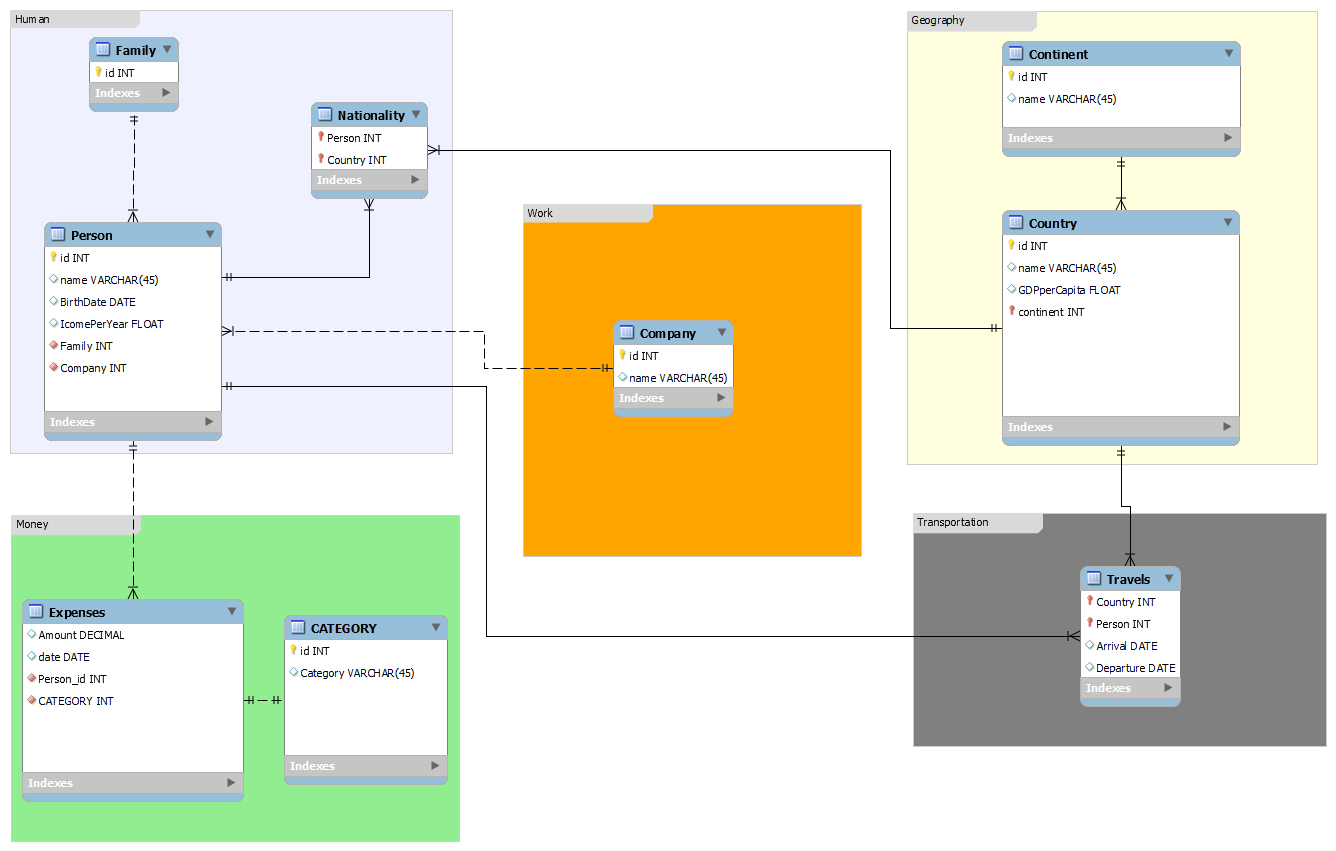 Human
Family
id INT
Indexes
Nationality
Person INT
Country INT
Indexes
Person
id INT
name VARCHAR(45)
BirthDate DATE
IcomePerYear FLOAT
Family INT
Company INT
Indexes
Work
Company
id INT
name VARCHAR(45)
Indexes
Geography
Continent
id INT
name VARCHAR(45)
Indexes
Country
id INT
name VARCHAR(45)
GDPperCapita FLOAT
continent INT
Indexes
Money
Expenses
Amount DECIMAL
date DATE
Person_id INT
CATEGORY INT
Indexes
CATEGORY
id INT
Category VARCHAR(45)
Indexes
Transportation
Travels
Country INT
Person INT
Arrival DATE
Departure DATE
Indexes